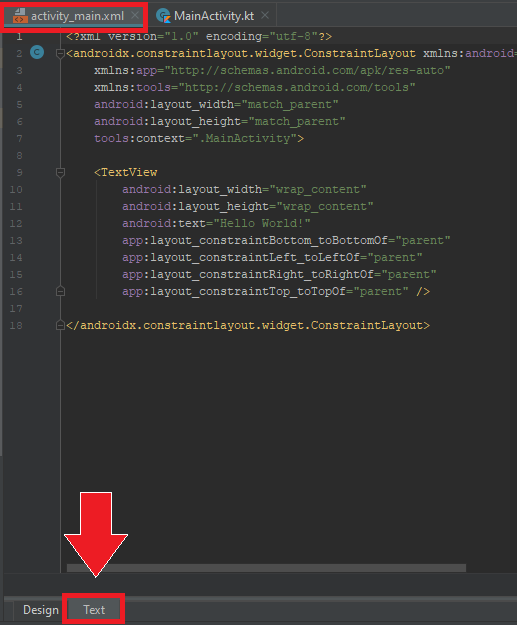 activity_main.xml
MainActivity.kt
1 <?xml version="1.0" encoding="utf-8"?>
2 C <androidx.constraintlayout.widget.ConstraintLayout xmlns:android=
3 xmlns:app="http://schemas.android.com/apk/res-auto"
4 xmlns:tools="http://schemas.android.com/tools"
5 android:layout_width="match_parent"
6 android:layout_height="match_parent"
7 tools:context=".MainActivity">
8
9 <TextView
10 android:layout_width="wrap_content"
11 android:layout_height="wrap_content"
12 android:text="Hello World!"
13 app:layout_constraintBottom_toBottomOf="parent"
14 app:layout_constraintLeft_toLeftOf="parent"
15 app:layout_constraintRight_toRightOf="parent"
16 app:layout_constraintTop_toTopOf="parent" />
17
18 </androidx.constraintlayout.widget.ConstraintLayout>
Design Text